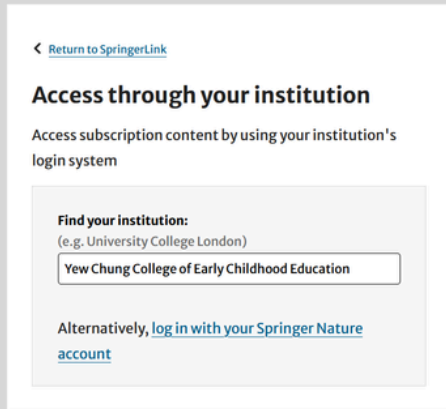 Return to SpringerLink
Access through your institution
Access subscription content by using your institution's
login system
Find your institution:
(e.g. University College London)
Yew Chung College of Early Childhood Education
Alternatively, log in with your Springer Nature
account